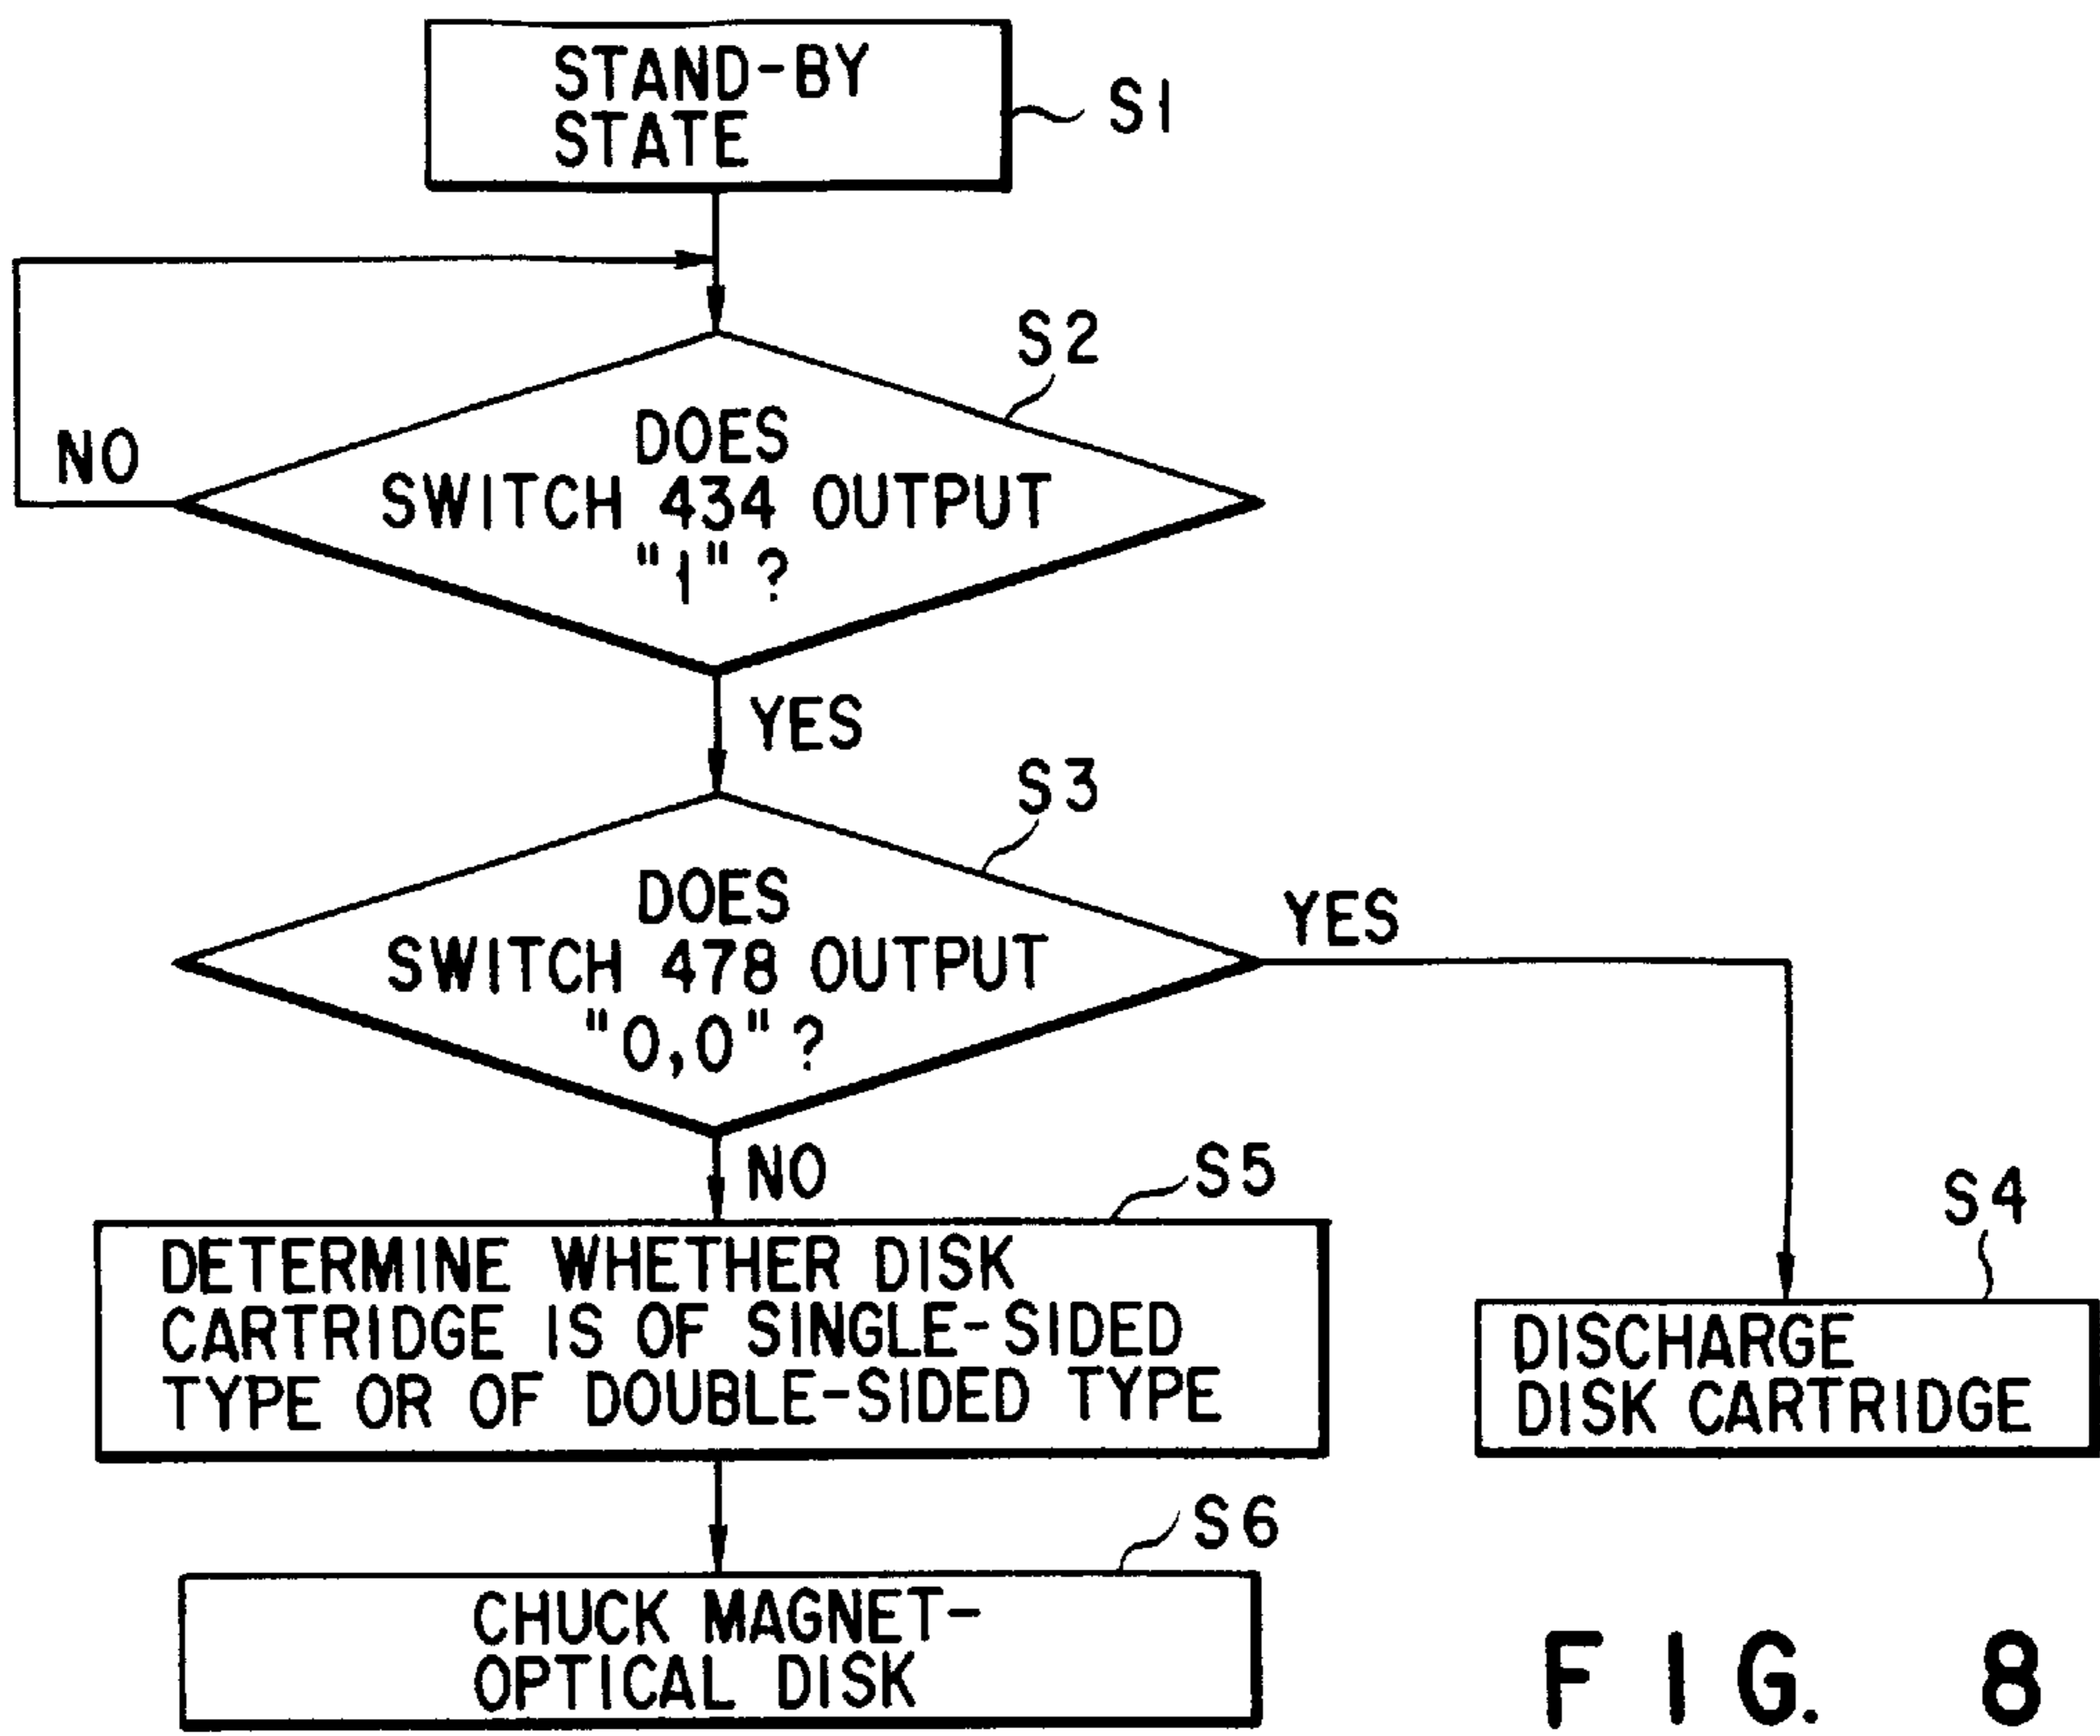 STAND-BY
STATE
S1
S2
NO
DOES
SWITCH 434 OUTPUT
"1" ?
YES
S3
DOES
SWITCH 478 OUTPUT
"0,0" ?
YES
NO
S5
S4
DETERMINE WHETHER DISK
CARTRIDGE IS OF SINGLE-SIDED
TYPE OR OF DOUBLE-SIDED TYPE
DISCHARGE
DISK CARTRIDGE
S6
CHUCK MAGNET-
OPTICAL DISK
FIG. 8